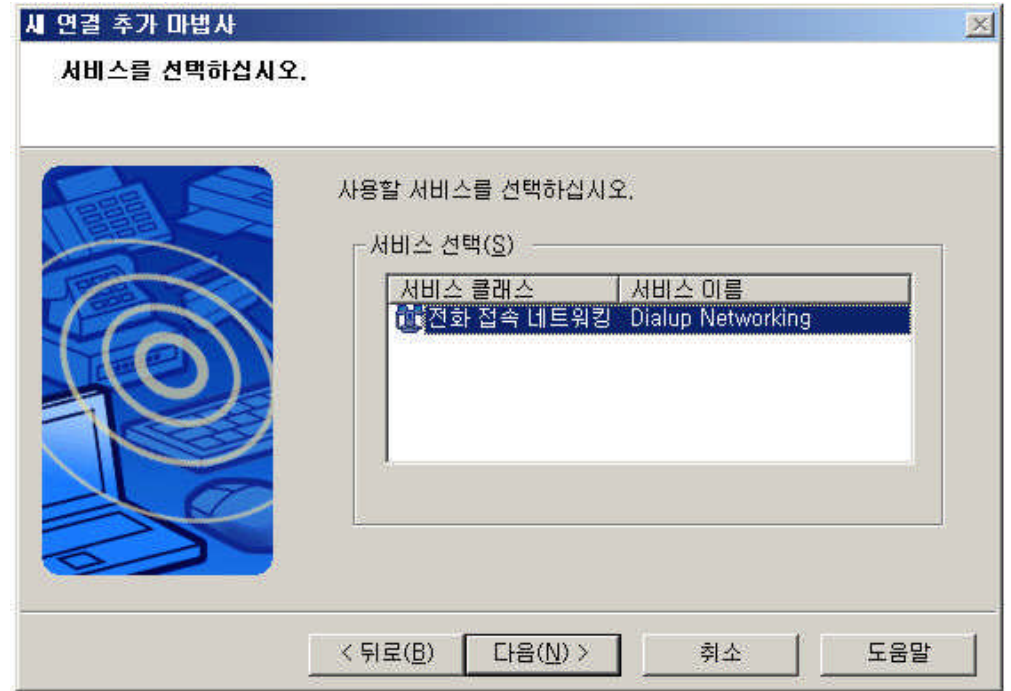 새 연결 추가 마법사
서비스를 선택하십시오.
사용할 서비스를 선택하십시오.
서비스 선택(S)
서비스 클래스 서비스 이름
전화 접속 네트워킹 Dialup Networking
< 뒤로(B) 다음(N) > 취소 도움말